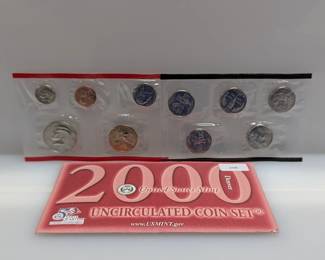 2000
Denver
United States Mint
UNCIRCULATED COIN SET®
www.USMINT.gov